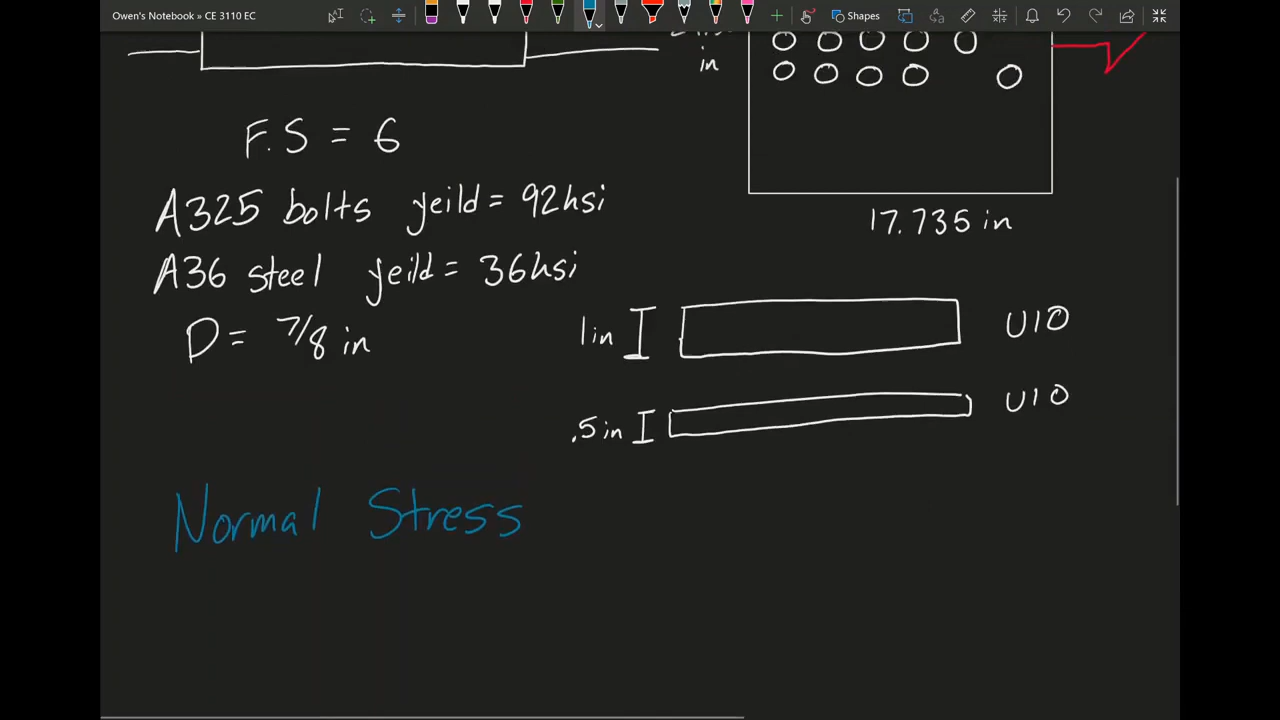 Owen's Notebook » CE 3110 EC
Shapes
in
F.S = 6
A325 bolts yeild = 92ksi
A36 steel yeild = 36ksi
D = 7/8 in
17.735 in
1in U10
.5in U10
Normal Stress